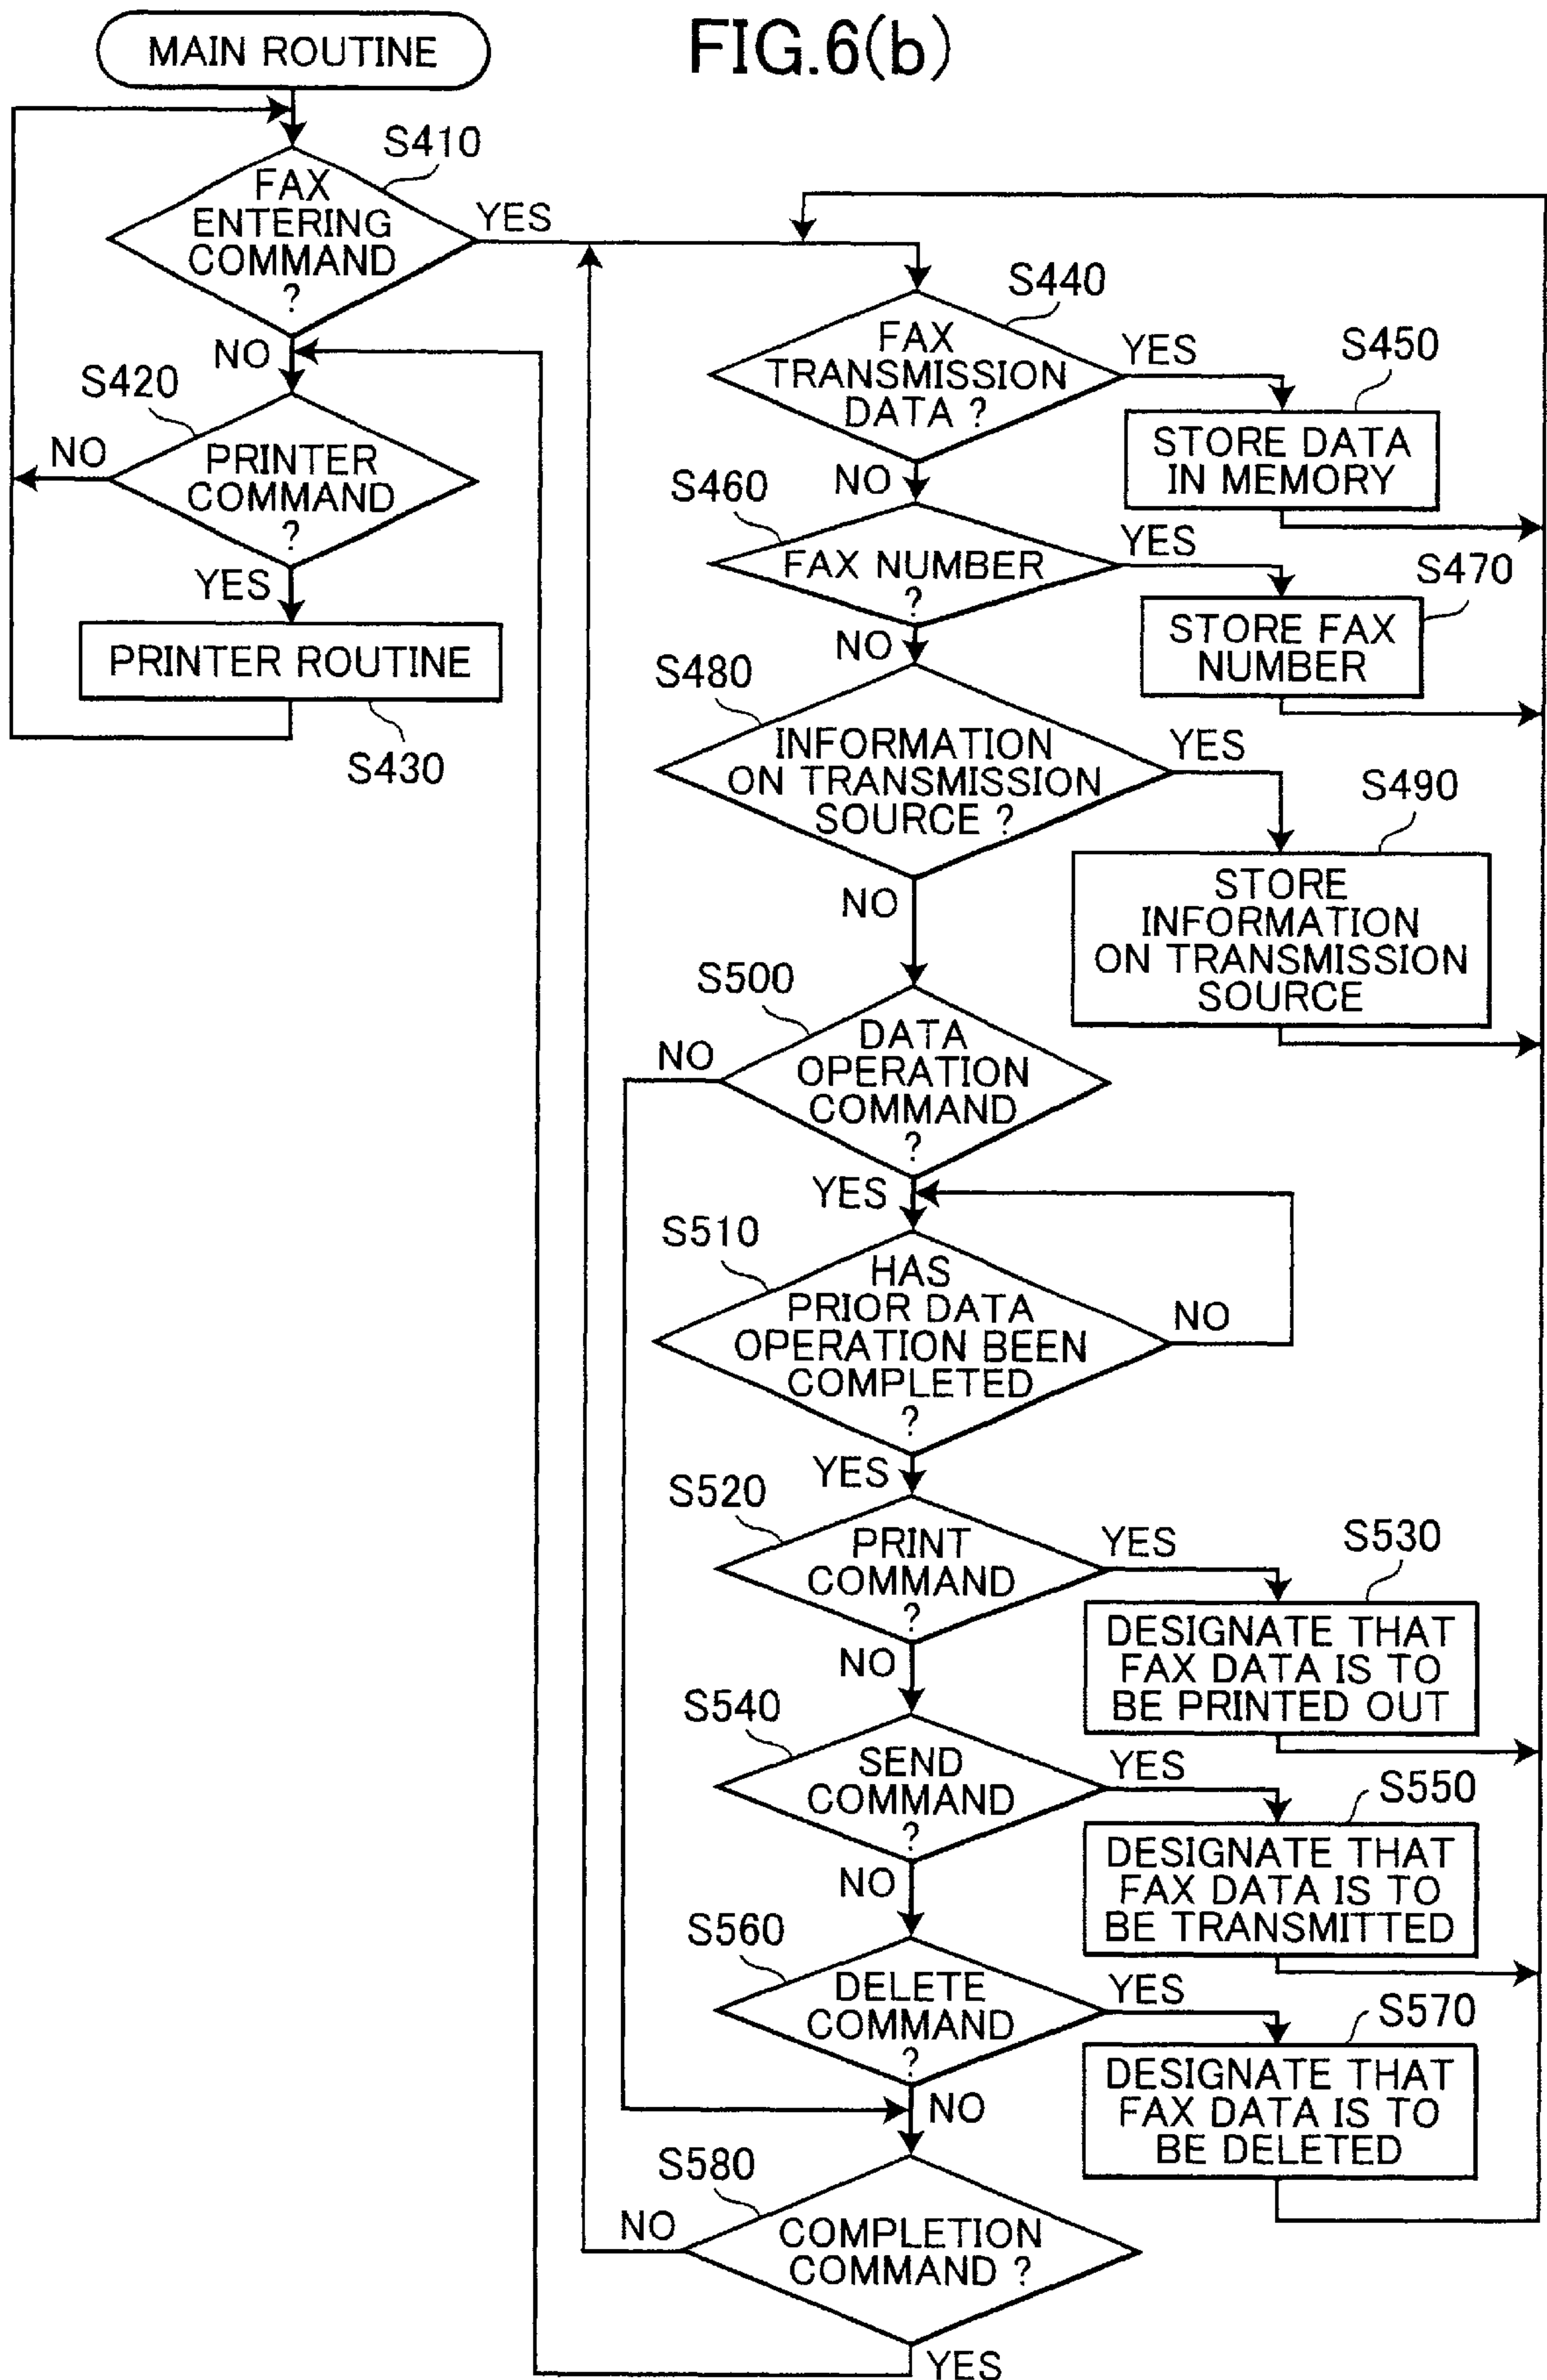 FIG.6(b)
MAIN ROUTINE
S410
FAX
ENTERING
COMMAND
?
YES
NO
S420
PRINTER
COMMAND
?
NO
YES
PRINTER ROUTINE
S430
S440
FAX
TRANSMISSION
DATA ?
YES
S450
STORE DATA
IN MEMORY
NO
S460
FAX NUMBER
?
YES
S470
STORE FAX
NUMBER
NO
S480
INFORMATION
ON TRANSMISSION
SOURCE ?
YES
S490
STORE
INFORMATION
ON TRANSMISSION
SOURCE
NO
S500
DATA
OPERATION
COMMAND
?
NO
YES
S510
HAS
PRIOR DATA
OPERATION BEEN
COMPLETED
?
NO
YES
S520
PRINT
COMMAND
?
YES
S530
DESIGNATE THAT
FAX DATA IS TO
BE PRINTED OUT
NO
S540
SEND
COMMAND
?
YES
S550
DESIGNATE THAT
FAX DATA IS TO
BE TRANSMITTED
NO
S560
DELETE
COMMAND
?
YES
S570
DESIGNATE THAT
FAX DATA IS TO
BE DELETED
NO
S580
COMPLETION
COMMAND ?
NO
YES